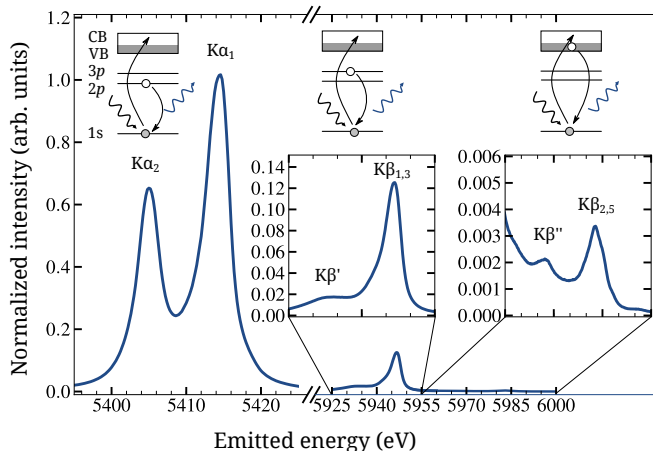 CB
VB
3p
2p
1s
Kα₁
Kα₂
Normalized intensity (arb. units)
1.2
1.0
0.8
0.6
0.4
0.2
0.0
Kβ₁,₃
Kβ'
0.14
0.12
0.10
0.08
0.06
0.04
0.02
0.00
Kβ₂,₅
Kβ''
0.006
0.005
0.004
0.003
0.002
0.001
0.000
5400 5410 5420 5925 5940 5955 5970 5985 6000
Emitted energy (eV)